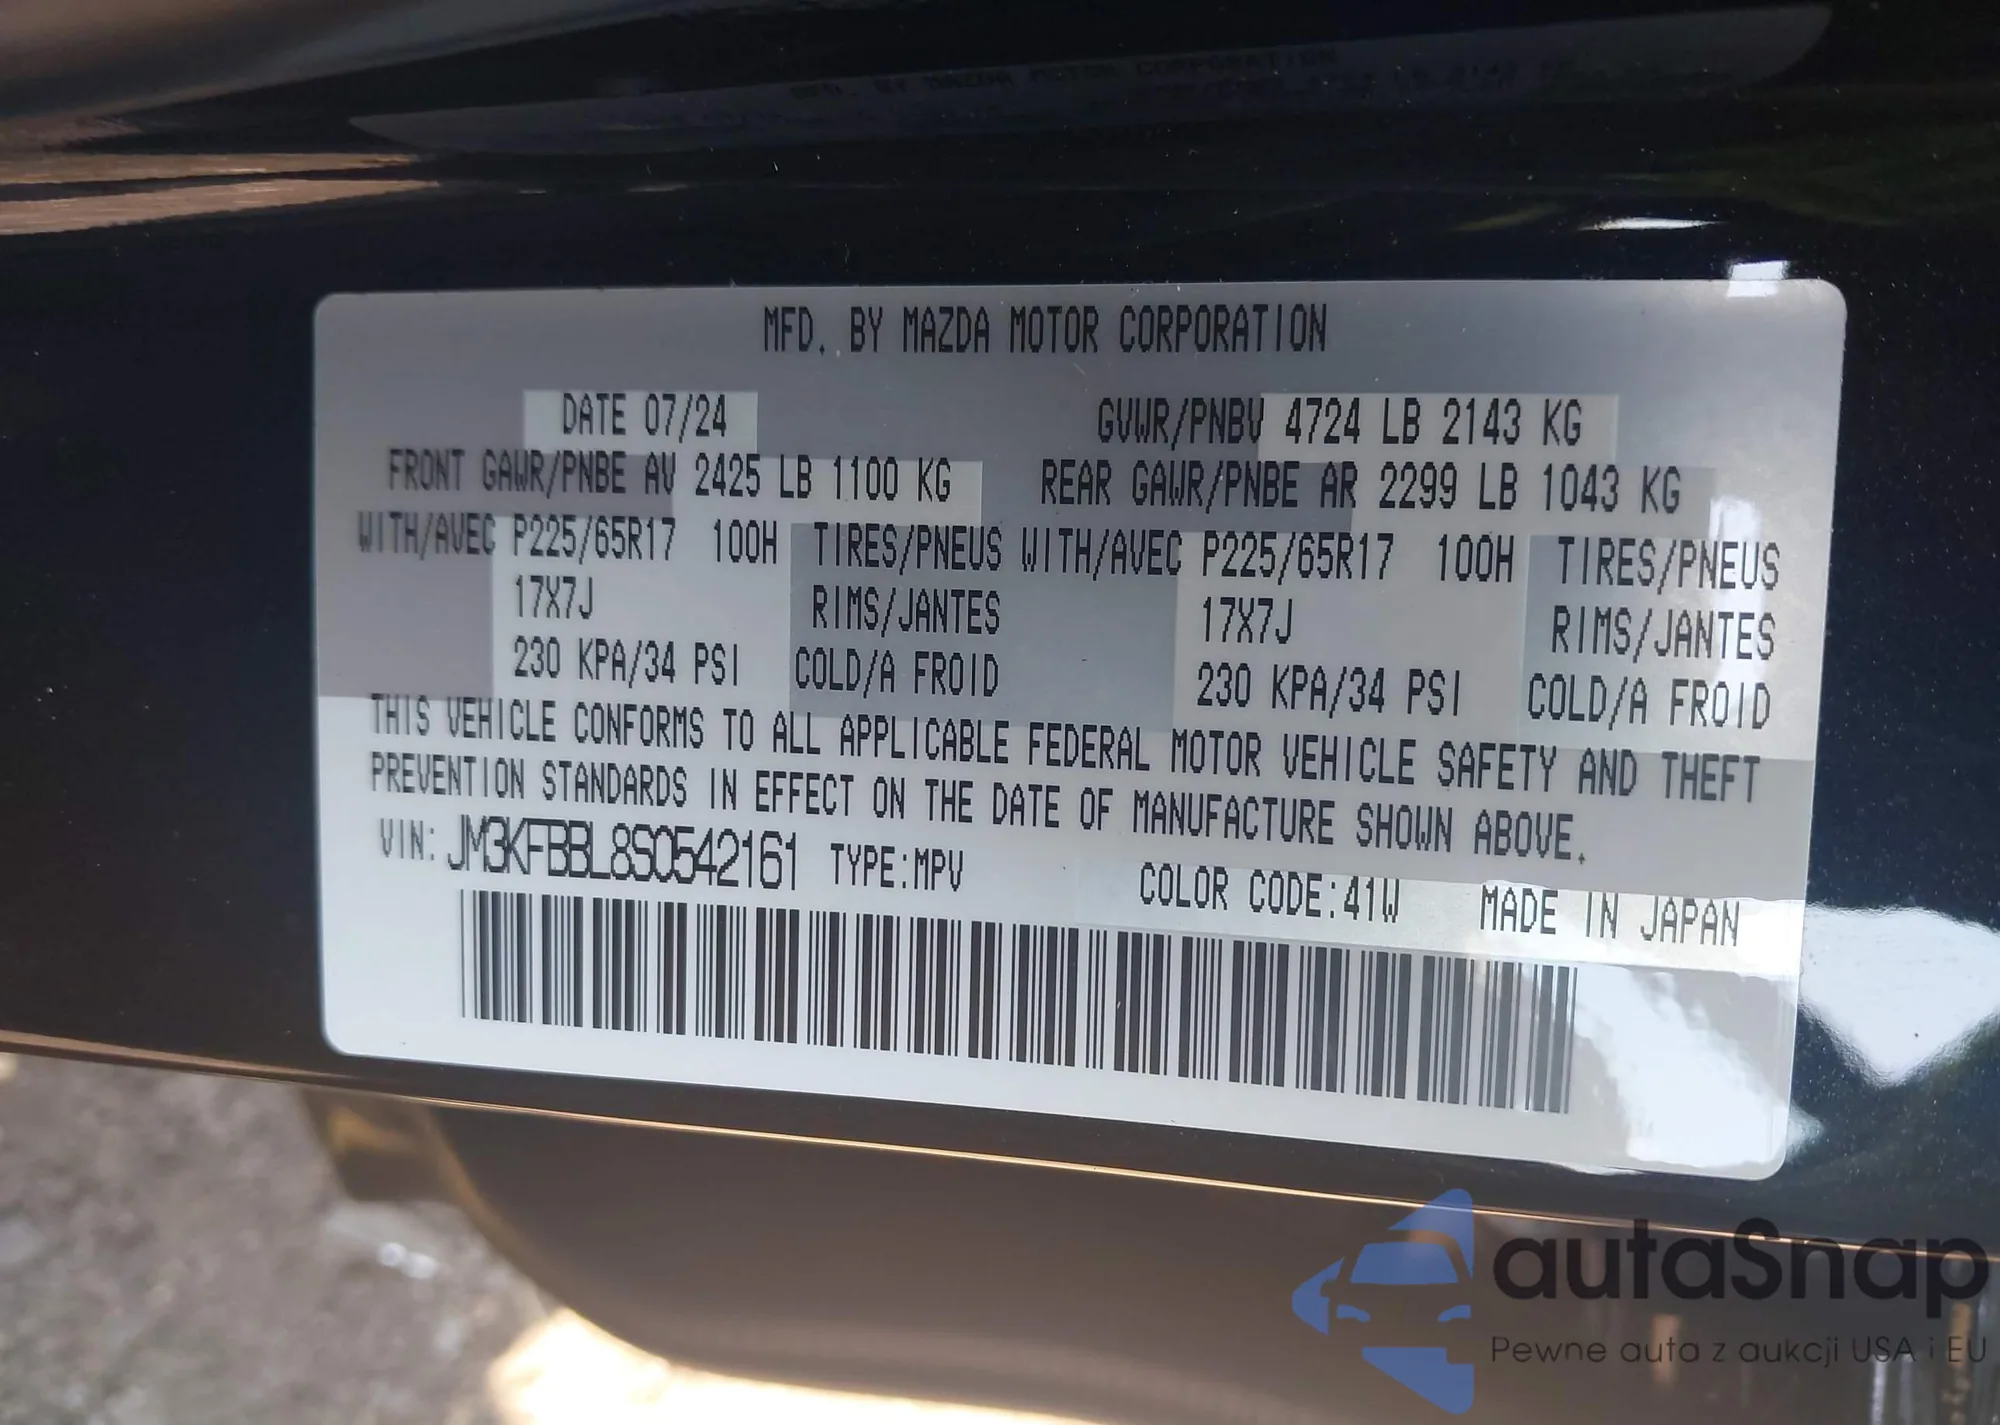 MFD. BY MAZDA MOTOR CORPORATION
DATE 07/24 GVWR/PNBV 4724 LB 2143 KG
FRONT GAWR/PNBE AV 2425 LB 1100 KG REAR GAWR/PNBE AR 2299 LB 1043 KG
WITH/AVEC P225/65R17 100H TIRES/PNEUS WITH/AVEC P225/65R17 100H TIRES/PNEUS
17X7J RIMS/JANTES 17X7J RIMS/JANTES
230 KPA/34 PSI COLD/A FROID 230 KPA/34 PSI COLD/A FROID
THIS VEHICLE CONFORMS TO ALL APPLICABLE FEDERAL MOTOR VEHICLE SAFETY AND THEFT
PREVENTION STANDARDS IN EFFECT ON THE DATE OF MANUFACTURE SHOWN ABOVE.
VIN: JM3KFBBL8S0542161 TYPE:MPV COLOR CODE:41W MADE IN JAPAN
autaSnap
Pewne auta z aukcji USA i EU